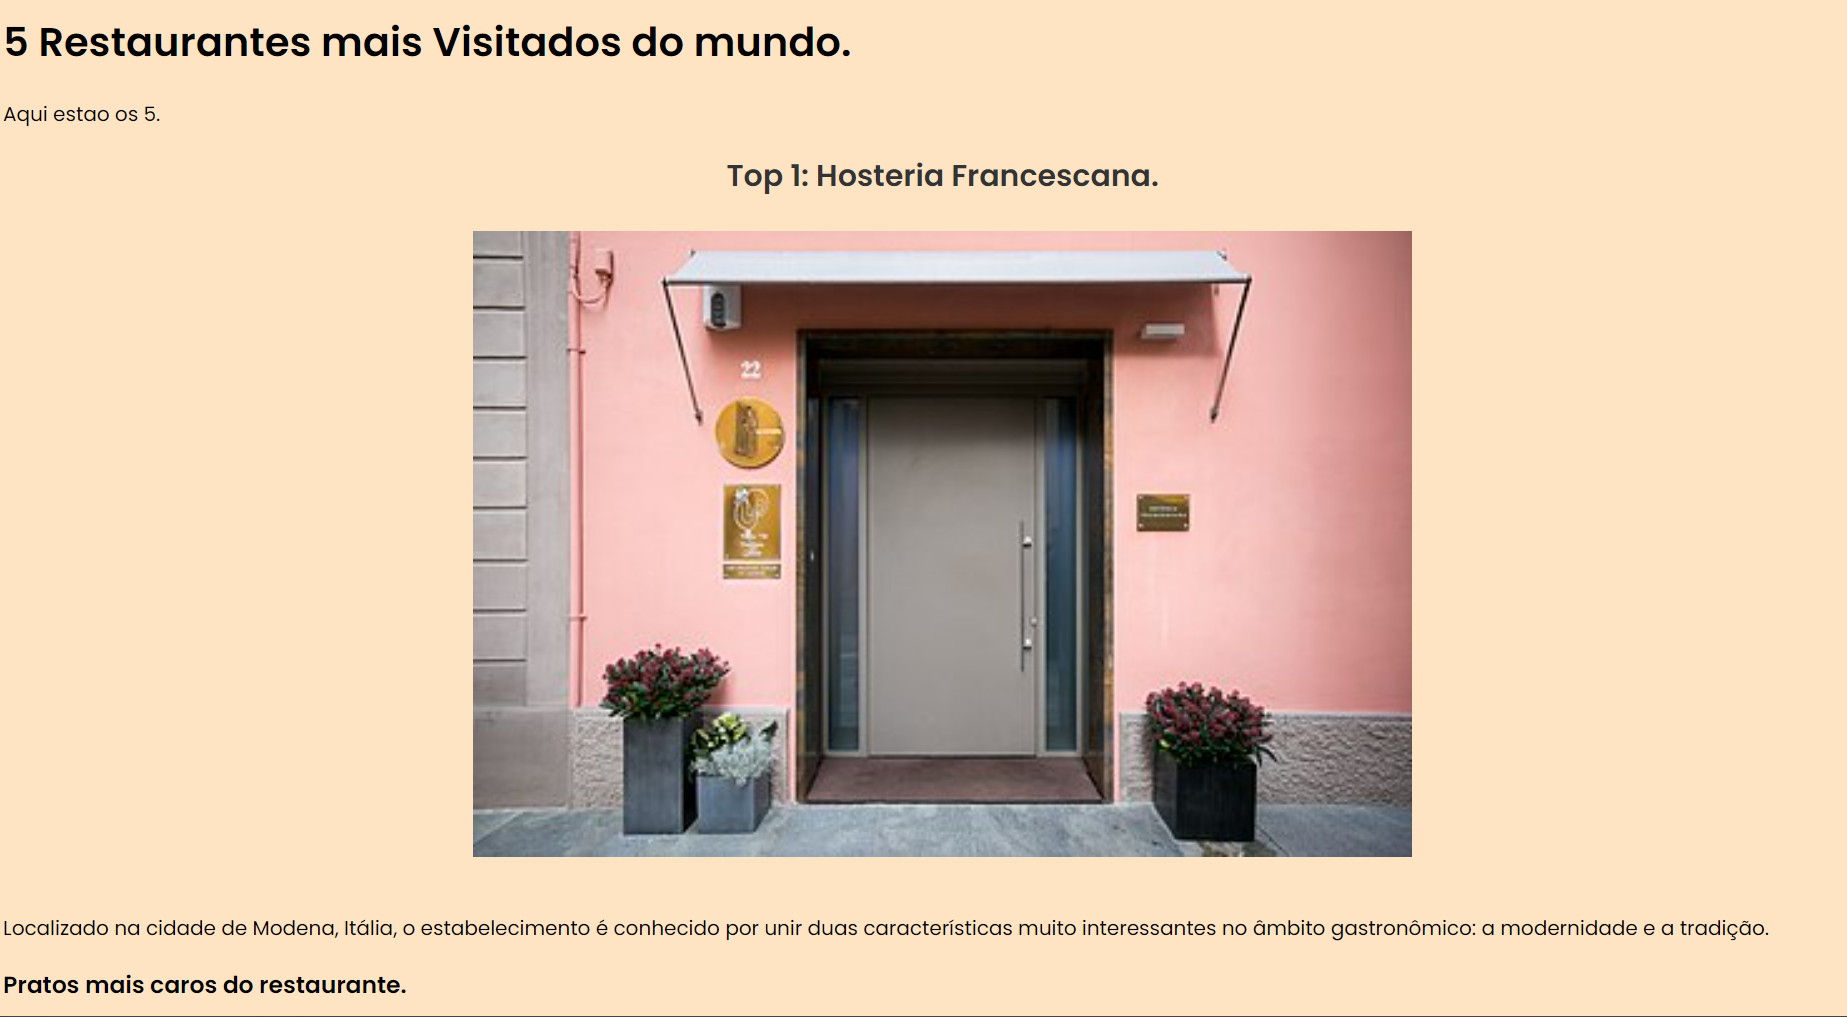 5 Restaurantes mais Visitados do mundo.
Aqui estao os 5.
Top 1: Hosteria Francescana.
22
Localizado na cidade de Modena, Itália, o estabelecimento é conhecido por unir duas características muito interessantes no âmbito gastronômico: a modernidade e a tradição.
Pratos mais caros do restaurante.